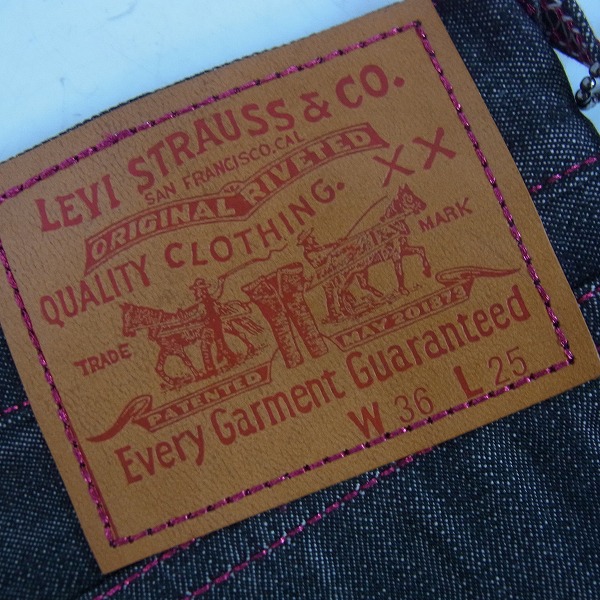 LEVI STRAUSS & CO.
SAN FRANCISCO.CAL
ORIGINAL RIVETED
QUALITY CLOTHING. XX
TRADE MARK
PATENTED MAY 20 1873
Every Garment Guaranteed
W 36 L 25